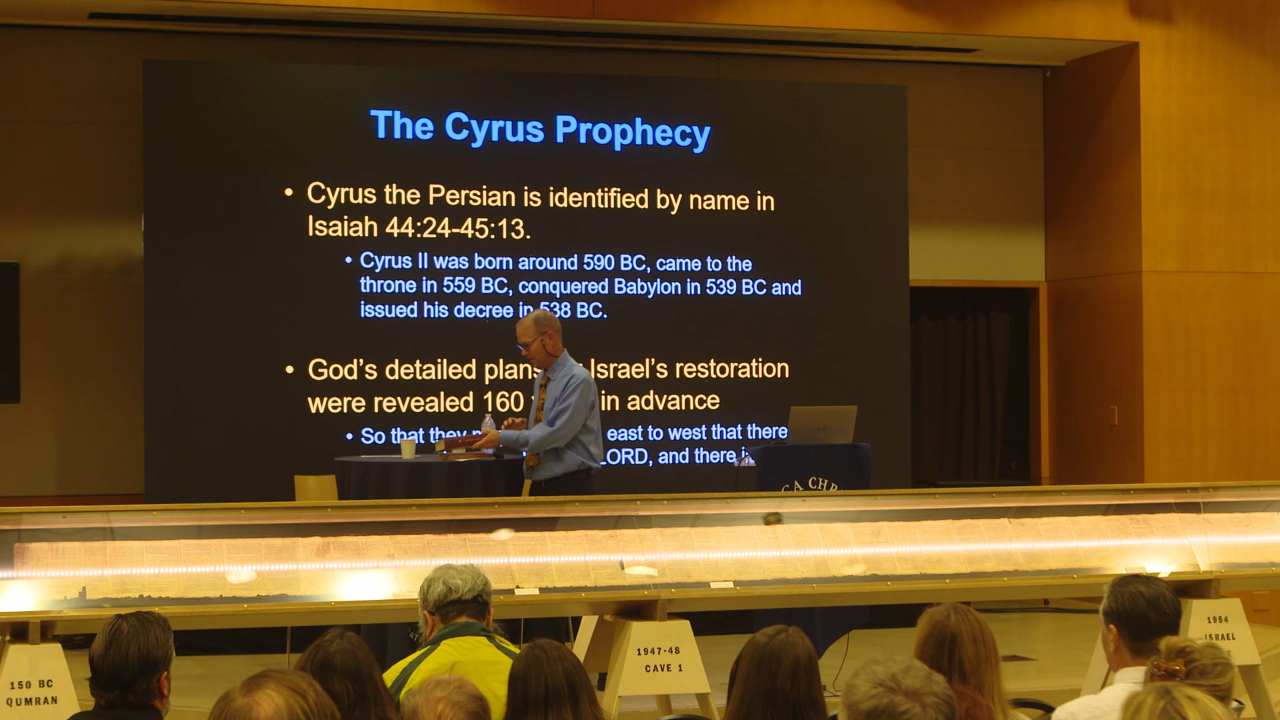 The Cyrus Prophecy
• Cyrus the Persian is identified by name in
Isaiah 44:24-45:13.
• Cyrus II was born around 590 BC, came to the
throne in 559 BC, conquered Babylon in 539 BC and
issued his decree in 538 BC.
• God's detailed plans Israel's restoration
were revealed 160 in advance
• So that they east to west that there
LORD, and there
CA CHR
150 BC
QUMRAN
1947-48
CAVE 1
1954
ISRAEL